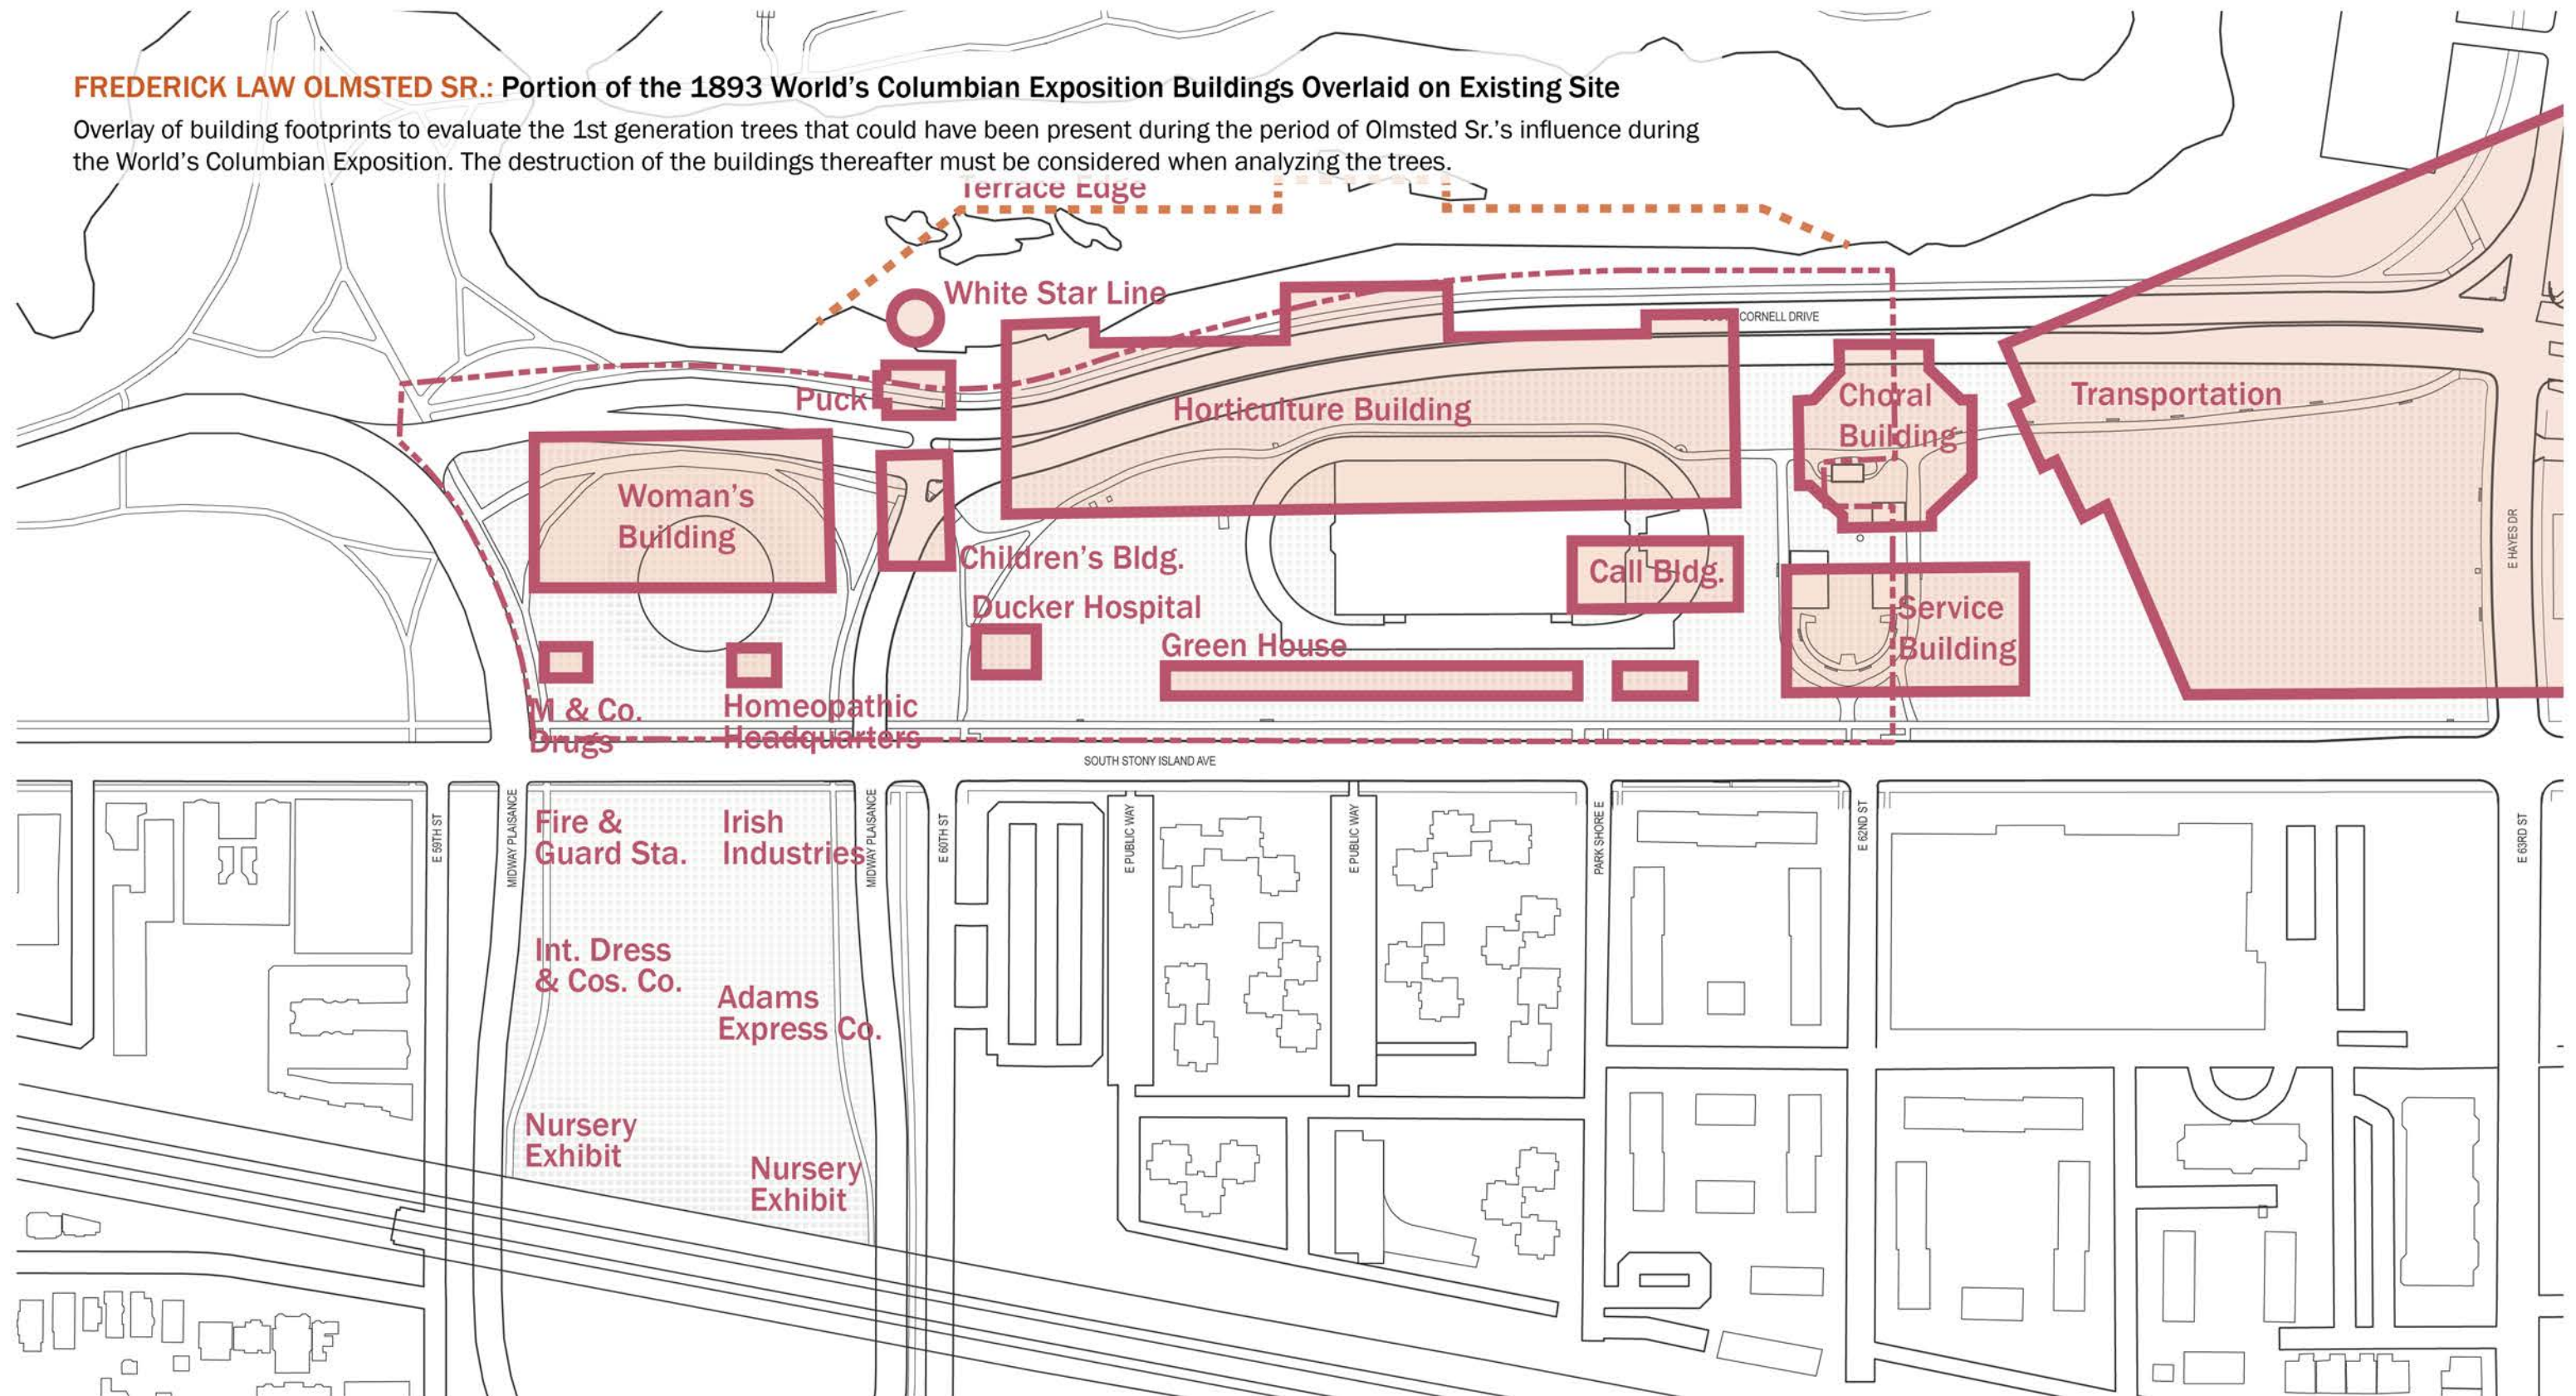 FREDERICK LAW OLMSTED SR.: Portion of the 1893 World's Columbian Exposition Buildings Overlaid on Existing Site
Overlay of building footprints to evaluate the 1st generation trees that could have been present during the period of Olmsted Sr.'s influence during
the World's Columbian Exposition. The destruction of the buildings thereafter must be considered when analyzing the trees.
Terrace Edge
White Star Line
CORNELL DRIVE
Puck
Horticulture Building
Choral
Building
Transportation
Woman's
Building
Children's Bldg.
Call Bldg.
E HAYES DR
Ducker Hospital
Green House
Service
Building
M & Co.
Drugs
Homeopathic
Headquarters
SOUTH STONY ISLAND AVE
E 59TH ST
MIDWAY PLAISANCE
Fire &
Guard Sta.
Irish
Industries
MIDWAY PLAISANCE
E 60TH ST
E PUBLIC WAY
E PUBLIC WAY
PARK SHORE E
E 62ND ST
E 63RD ST
Int. Dress
& Cos. Co.
Adams
Express Co.
Nursery
Exhibit
Nursery
Exhibit